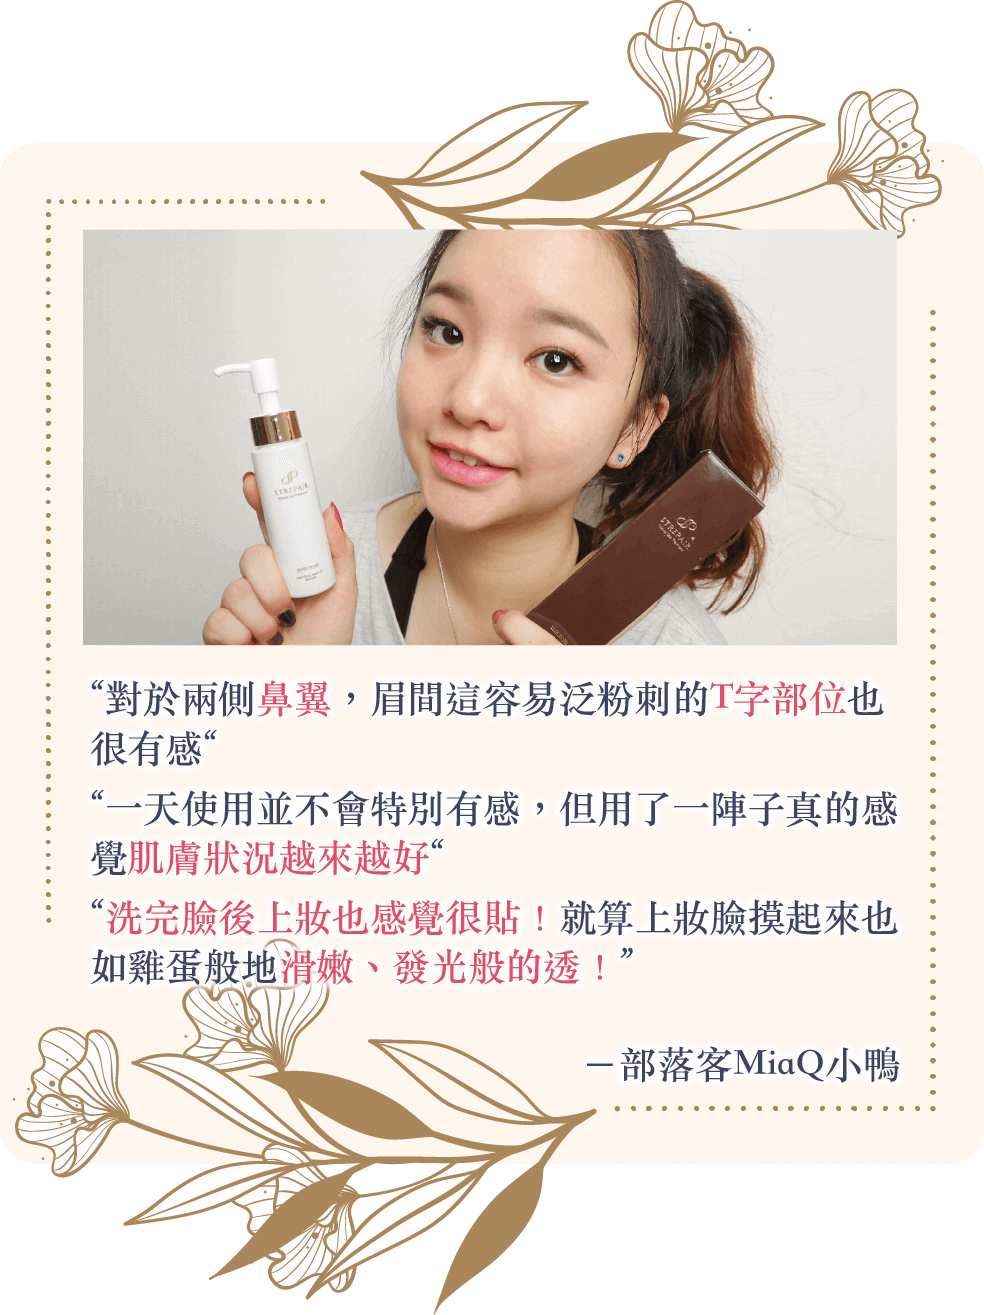 STREPAIR
STREPAIR
“對於兩側鼻翼，眉間這容易泛粉刺的T字部位也
很有感“
“一天使用並不會特別有感，但用了一陣子真的感
覺肌膚狀況越來越好“
“洗完臉後上妝也感覺很貼！就算上妝臉摸起來也
如雞蛋般地滑嫩、發光般的透！”
－部落客MiaQ小鴨